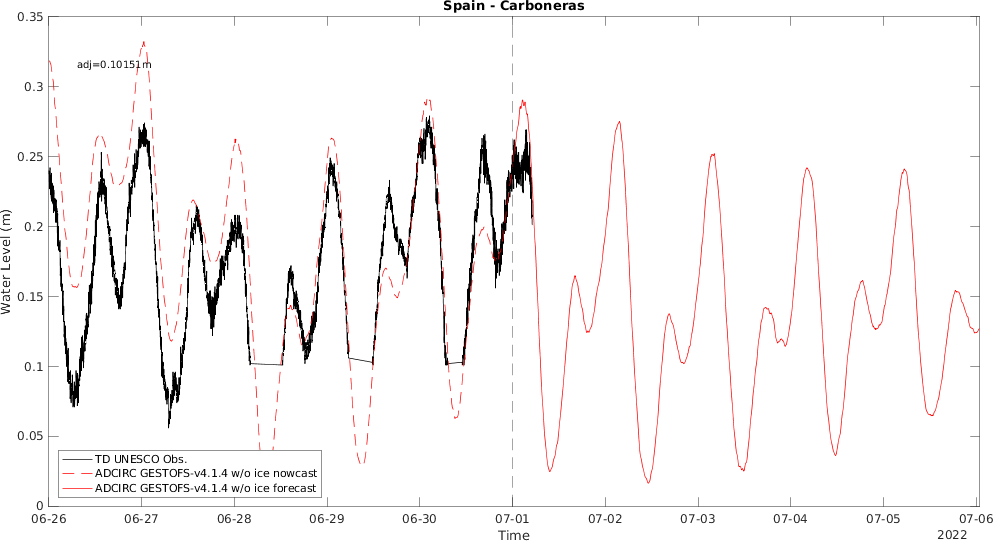 Spain - Carboneras
0.35
adj=0.10151m
0.3
0.25
0.2
0.15
0.1
0.05
0
Water Level (m)
TD UNESCO Obs.
ADCIRC GESTOFS-v4.1.4 w/o ice nowcast
ADCIRC GESTOFS-v4.1.4 w/o ice forecast
06-26 06-27 06-28 06-29 06-30 07-01 07-02 07-03 07-04 07-05 07-06
Time
2022